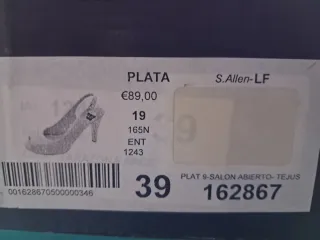 PLATA
S.Allen-LF
€89,00
19
165N
ENT
1243
39
PLAT 9-SALON ABIERTO- TEJUS
162867
0016286705000000346